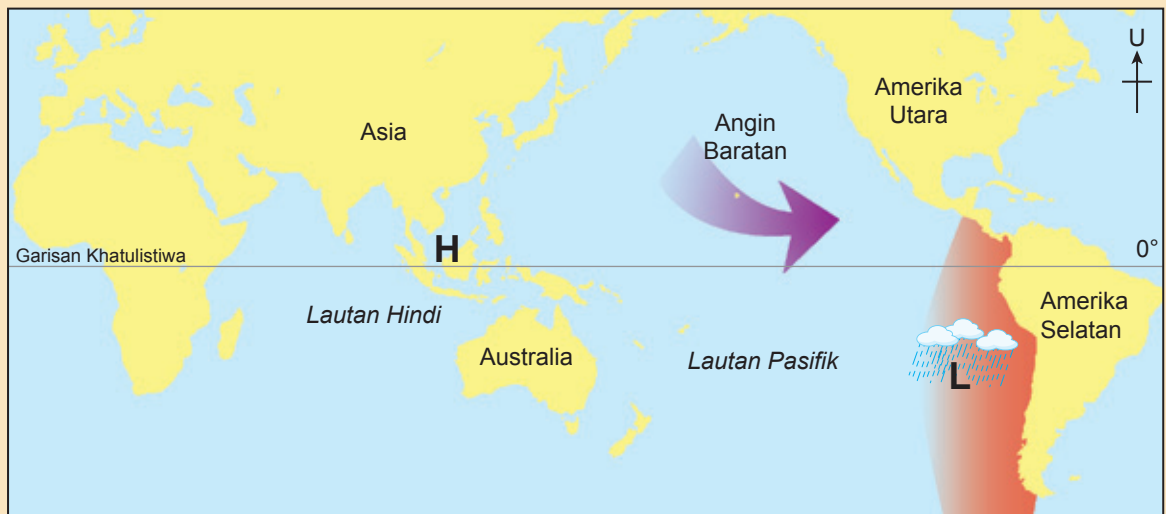 U
Amerika
Utara
Asia
Angin
Baratan
H
Garisan Khatulistiwa
0°
Lautan Hindi
Amerika
Selatan
Australia
Lautan Pasifik
L